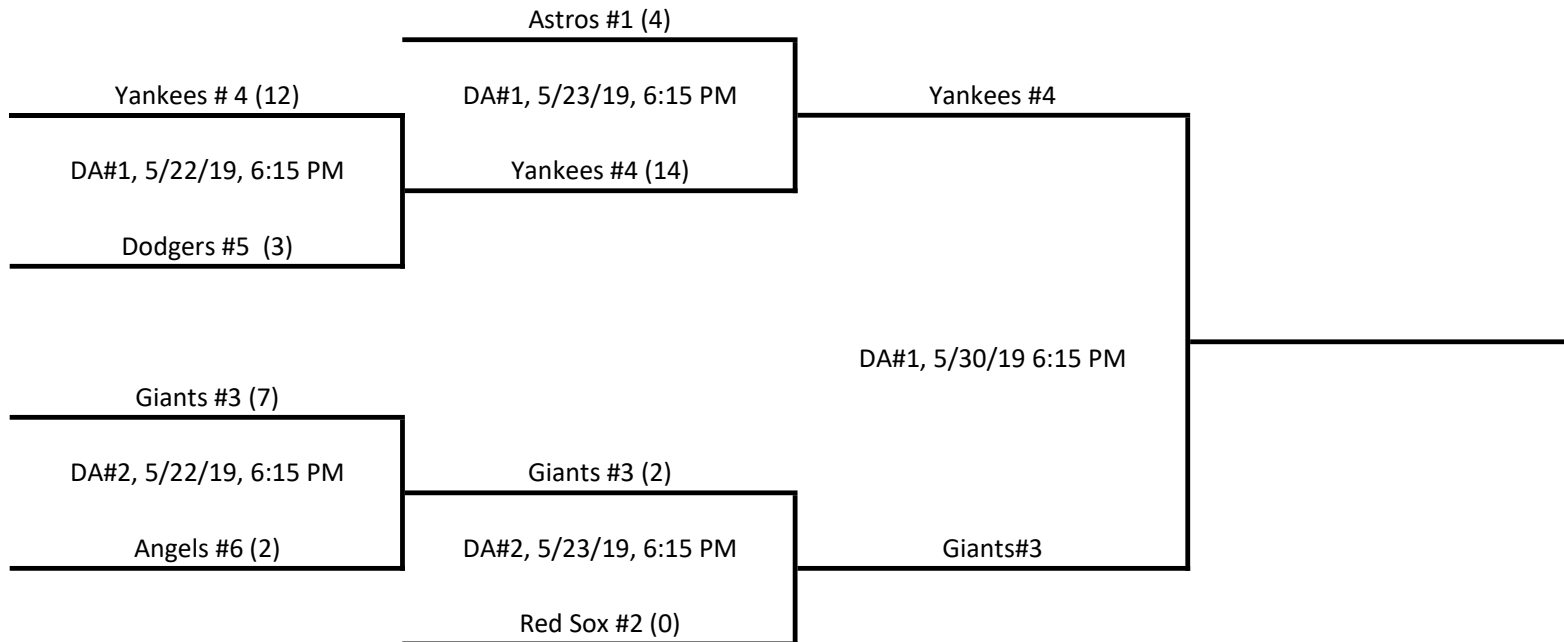 Astros #1 (4)
Yankees # 4 (12)
DA#1, 5/23/19, 6:15 PM
Yankees #4
DA#1, 5/22/19, 6:15 PM
Yankees #4 (14)
Dodgers #5  (3)
DA#1, 5/30/19 6:15 PM
Giants #3 (7)
DA#2, 5/22/19, 6:15 PM
Giants #3 (2)
Angels #6 (2)
DA#2, 5/23/19, 6:15 PM
Giants#3
Red Sox #2 (0)